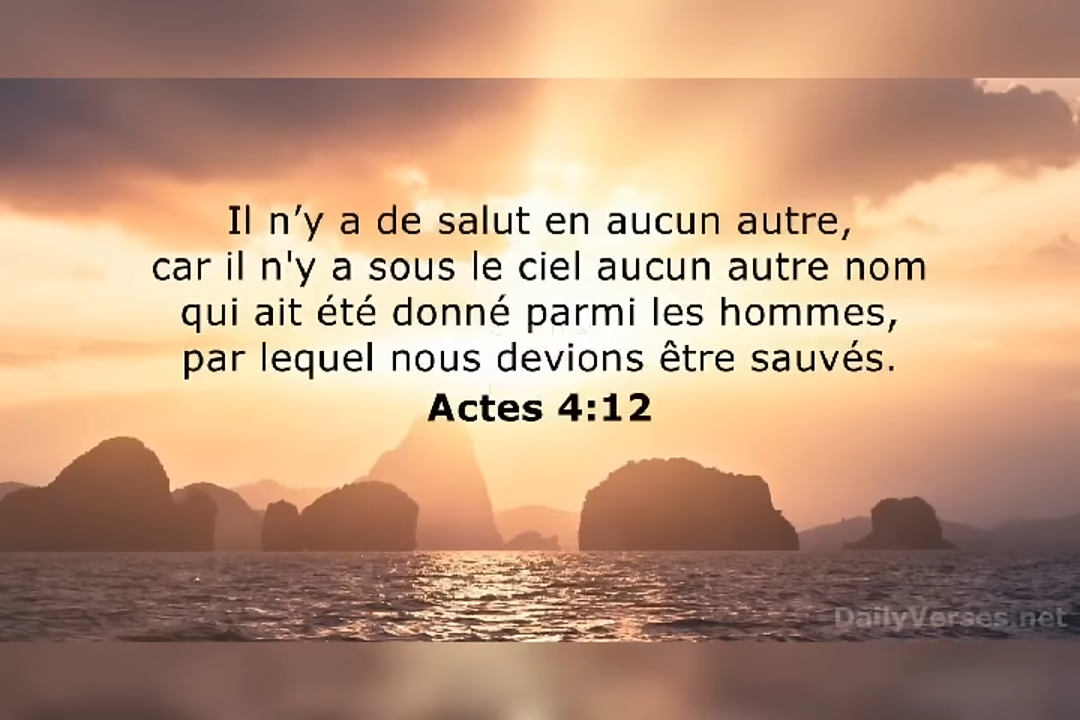 Il n’y a de salut en aucun autre,
car il n'y a sous le ciel aucun autre nom
qui ait été donné parmi les hommes,
par lequel nous devions être sauvés.
Actes 4:12
DailyVerses.net